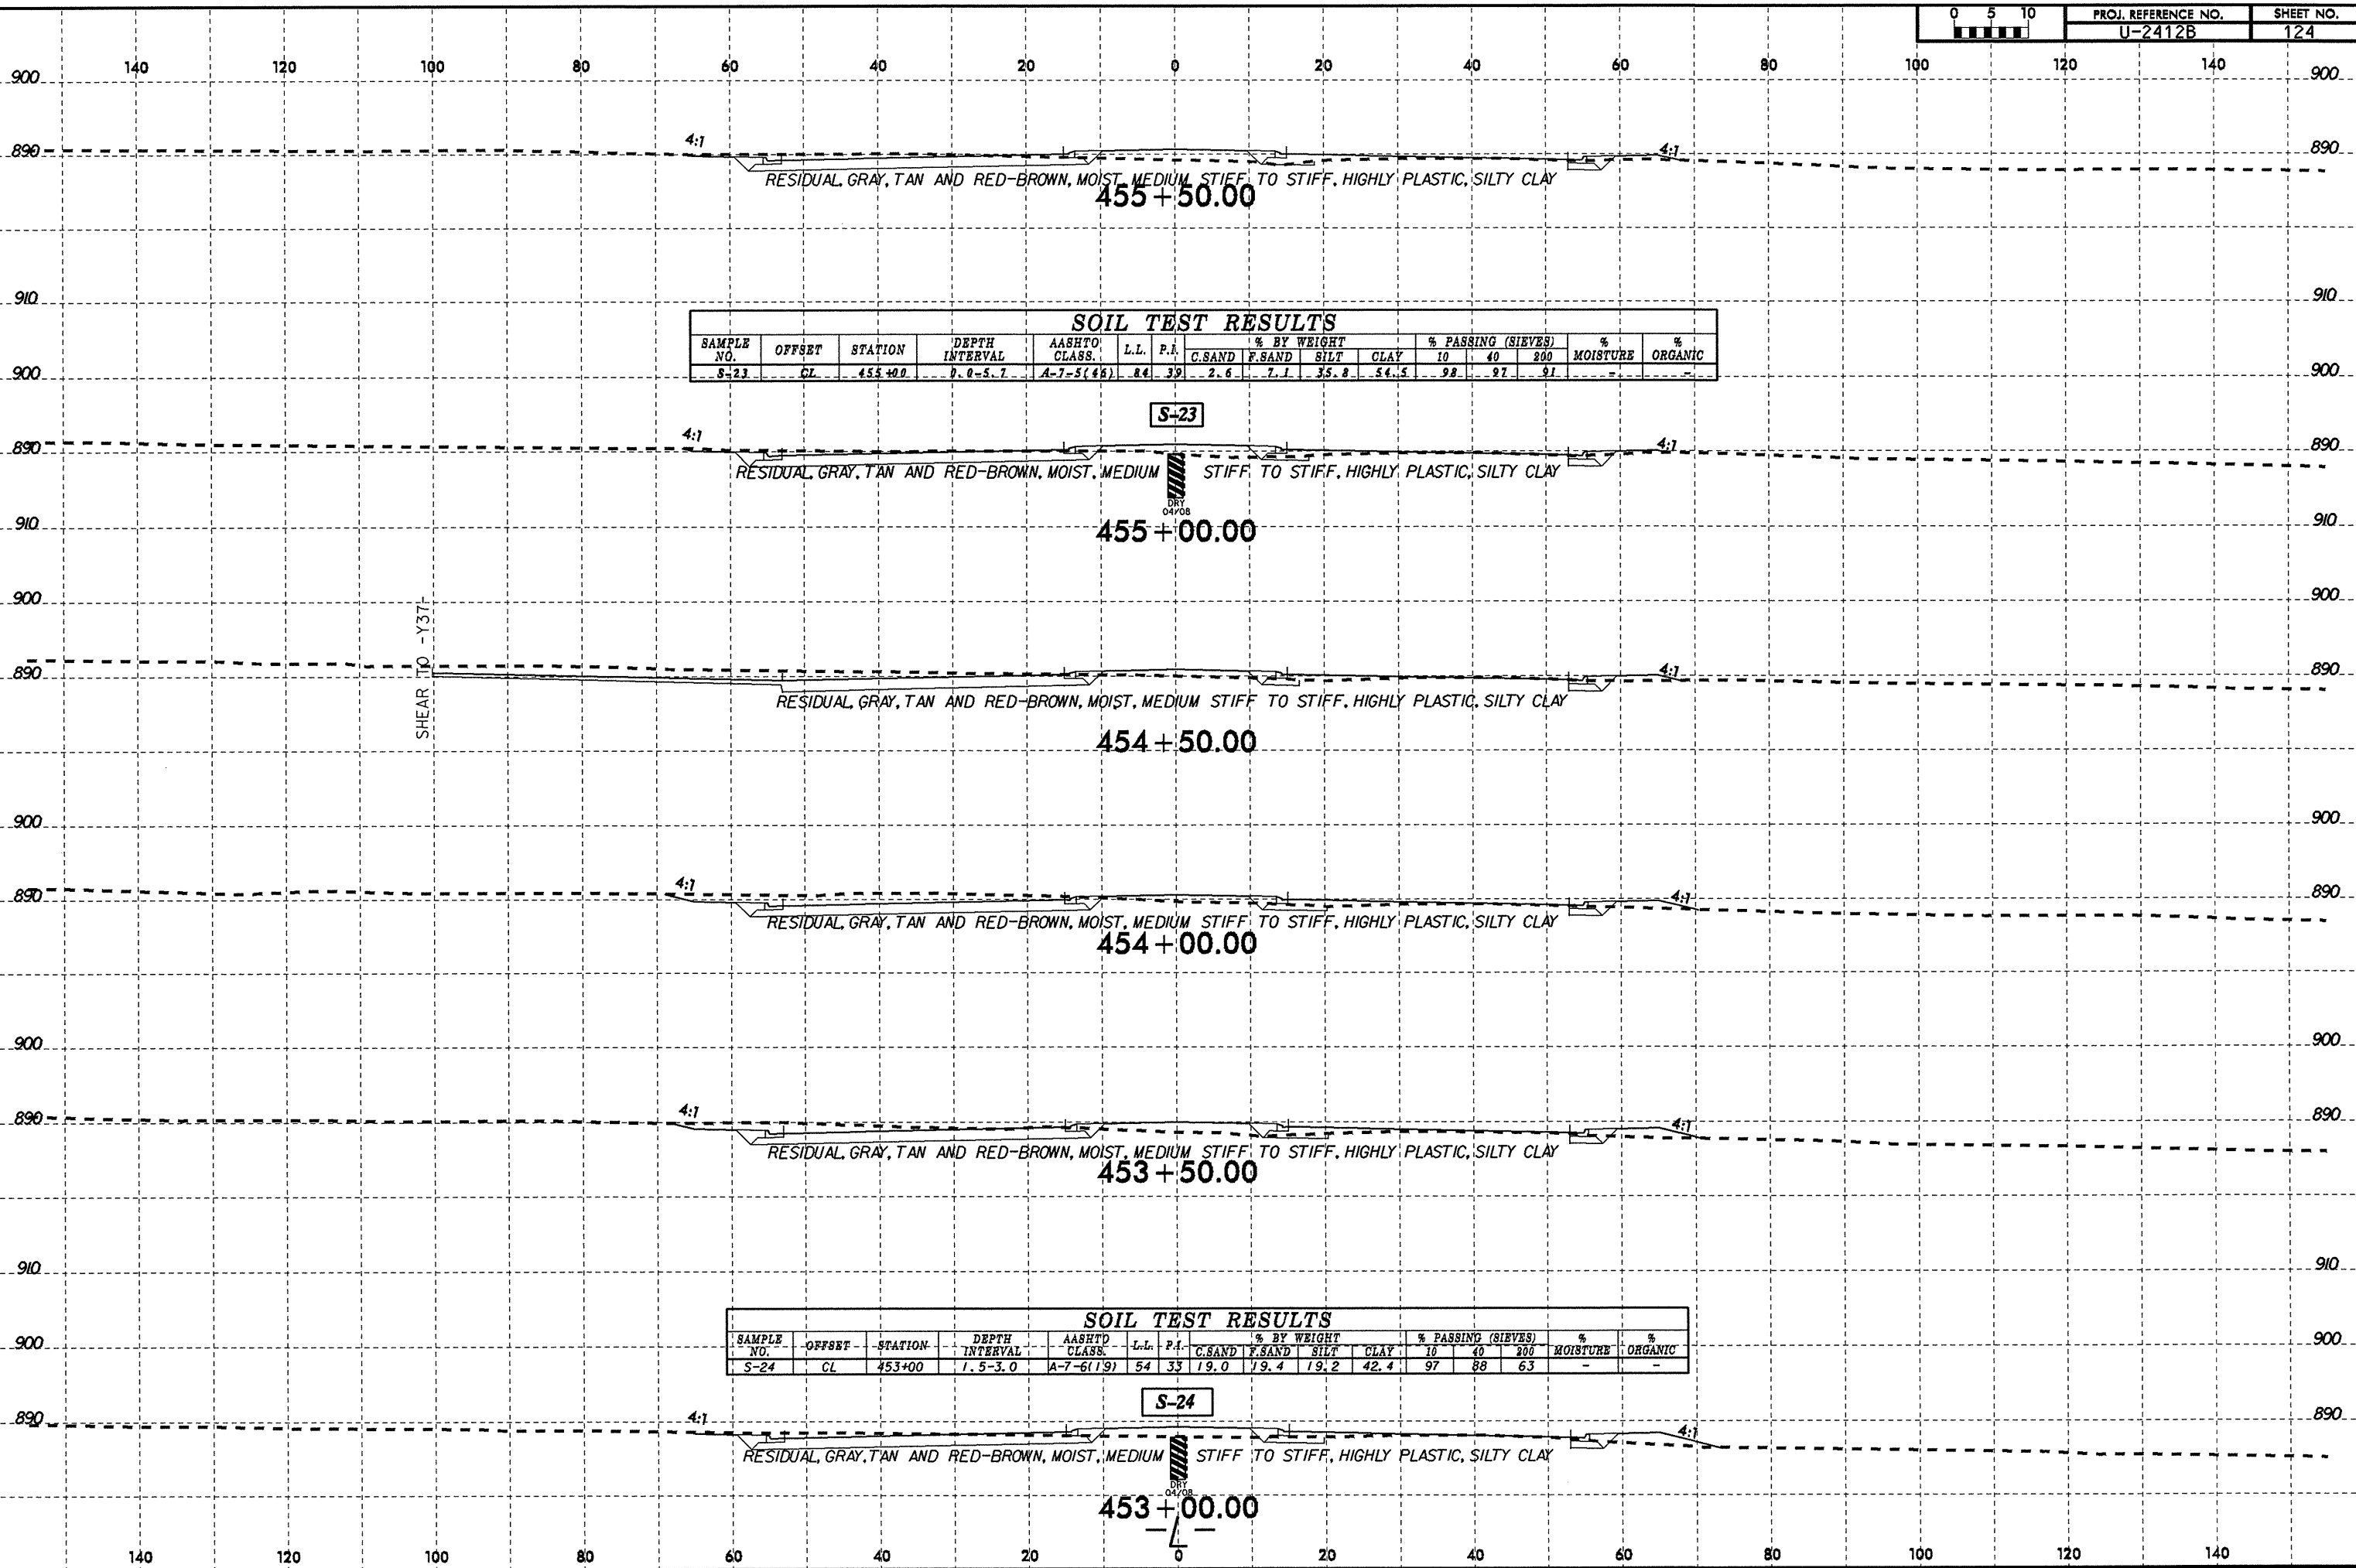 0 5 10 PROJ. REFERENCE NO. SHEET NO.
U-2412B 124
140 120 100 80 60 40 20 0 20 40 60 80 100 120 140
900 900
4:1 4:1
890 890
RESIDUAL, GRAY, TAN AND RED-BROWN, MOIST, MEDIUM STIFF TO STIFF, HIGHLY PLASTIC, SILTY CLAY
455+50.00
910 910
SOIL TEST RESULTS
SAMPLE NO. OFFSET STATION DEPTH INTERVAL AASHTO CLASS. L.L. P.I. % BY WEIGHT % PASSING (SIEVES) % MOISTURE % ORGANIC
C.SAND F.SAND SILT CLAY 10 40 200
S-23 CL 455+00 0.0-5.7 A-7-5(46) 84 39 2.6 7.1 35.8 54.5 98 97 91 - -
900 900
S-23
4:1 4:1
890 890
RESIDUAL, GRAY, TAN AND RED-BROWN, MOIST, MEDIUM STIFF TO STIFF, HIGHLY PLASTIC, SILTY CLAY
DRY
04/08
910 910
455+00.00
900 900
SHEAR TO -Y37-
4:1
890 890
RESIDUAL, GRAY, TAN AND RED-BROWN, MOIST, MEDIUM STIFF TO STIFF, HIGHLY PLASTIC, SILTY CLAY
454+50.00
900 900
4:1 4:1
890 890
RESIDUAL, GRAY, TAN AND RED-BROWN, MOIST, MEDIUM STIFF TO STIFF, HIGHLY PLASTIC, SILTY CLAY
454+00.00
900 900
4:1 4:1
890 890
RESIDUAL, GRAY, TAN AND RED-BROWN, MOIST, MEDIUM STIFF TO STIFF, HIGHLY PLASTIC, SILTY CLAY
453+50.00
910 910
SOIL TEST RESULTS
SAMPLE NO. OFFSET STATION DEPTH INTERVAL AASHTO CLASS. L.L. P.I. % BY WEIGHT % PASSING (SIEVES) % MOISTURE % ORGANIC
C.SAND F.SAND SILT CLAY 10 40 200
S-24 CL 453+00 1.5-3.0 A-7-6(19) 54 33 19.0 19.4 19.2 42.4 97 88 63 - -
900 900
S-24
4:1 4:1
890 890
RESIDUAL, GRAY, TAN AND RED-BROWN, MOIST, MEDIUM STIFF TO STIFF, HIGHLY PLASTIC, SILTY CLAY
DRY
04/08
453+00.00
-L-
140 120 100 80 60 40 20 0 20 40 60 80 100 120 140